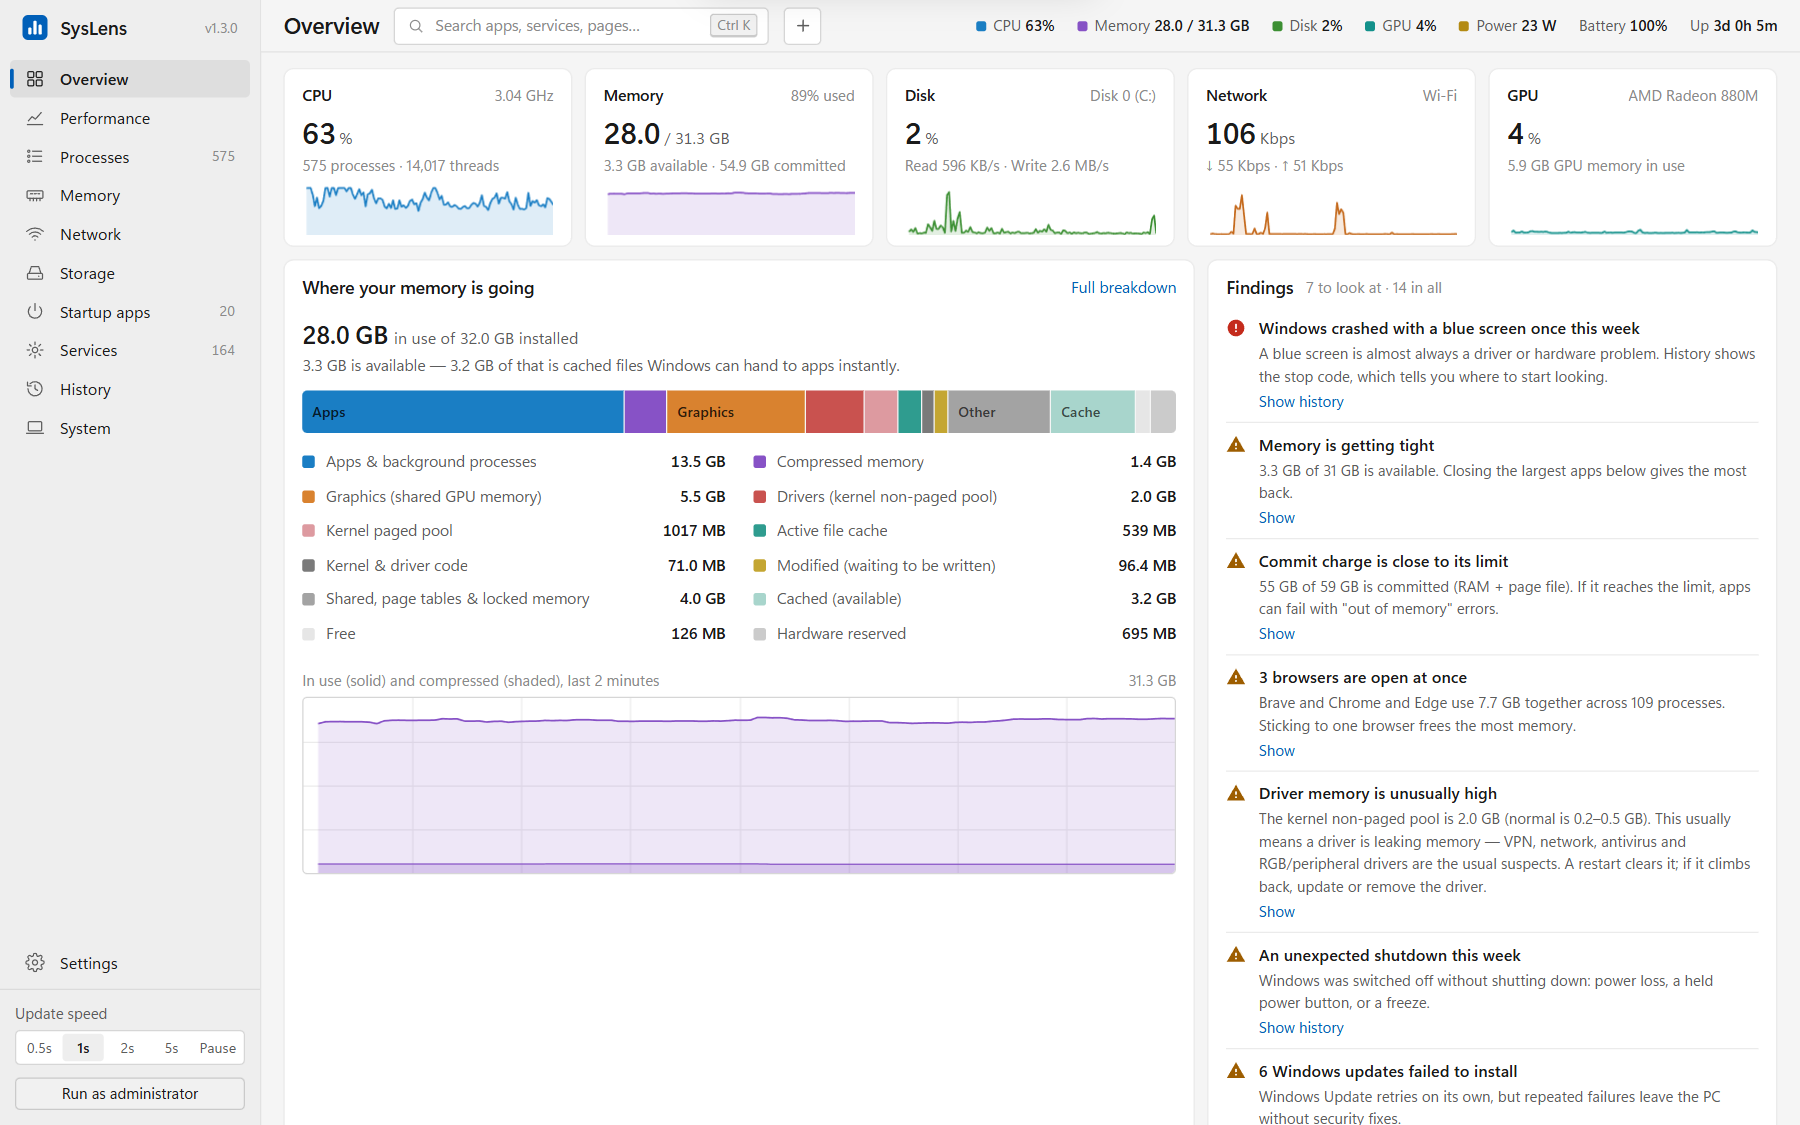 SysLens
v1.3.0
Overview
Performance
Processes 575
Memory
Network
Storage
Startup apps 20
Services 164
History
System
Settings
Update speed
0.5s 1s 2s 5s Pause
Run as administrator
Overview
Search apps, services, pages... Ctrl K
+
CPU 63% Memory 28.0 / 31.3 GB Disk 2% GPU 4% Power 23 W Battery 100% Up 3d 0h 5m
CPU 3.04 GHz
63 %
575 processes · 14,017 threads
Memory 89% used
28.0 / 31.3 GB
3.3 GB available · 54.9 GB committed
Disk Disk 0 (C:)
2 %
Read 596 KB/s · Write 2.6 MB/s
Network Wi-Fi
106 Kbps
↓ 55 Kbps · ↑ 51 Kbps
GPU AMD Radeon 880M
4 %
5.9 GB GPU memory in use
Where your memory is going Full breakdown
28.0 GB in use of 32.0 GB installed
3.3 GB is available — 3.2 GB of that is cached files Windows can hand to apps instantly.
Apps Graphics Other Cache
Apps & background processes 13.5 GB
Compressed memory 1.4 GB
Graphics (shared GPU memory) 5.5 GB
Drivers (kernel non-paged pool) 2.0 GB
Kernel paged pool 1017 MB
Active file cache 539 MB
Kernel & driver code 71.0 MB
Modified (waiting to be written) 96.4 MB
Shared, page tables & locked memory 4.0 GB
Cached (available) 3.2 GB
Free 126 MB
Hardware reserved 695 MB
In use (solid) and compressed (shaded), last 2 minutes 31.3 GB
Findings 7 to look at · 14 in all
Windows crashed with a blue screen once this week
A blue screen is almost always a driver or hardware problem. History shows
the stop code, which tells you where to start looking.
Show history
Memory is getting tight
3.3 GB of 31 GB is available. Closing the largest apps below gives the most
back.
Show
Commit charge is close to its limit
55 GB of 59 GB is committed (RAM + page file). If it reaches the limit, apps
can fail with "out of memory" errors.
Show
3 browsers are open at once
Brave and Chrome and Edge use 7.7 GB together across 109 processes.
Sticking to one browser frees the most memory.
Show
Driver memory is unusually high
The kernel non-paged pool is 2.0 GB (normal is 0.2–0.5 GB). This usually
means a driver is leaking memory — VPN, network, antivirus and
RGB/peripheral drivers are the usual suspects. A restart clears it; if it climbs
back, update or remove the driver.
Show
An unexpected shutdown this week
Windows was switched off without shutting down: power loss, a held
power button, or a freeze.
Show history
6 Windows updates failed to install
Windows Update retries on its own, but repeated failures leave the PC
without security fixes.